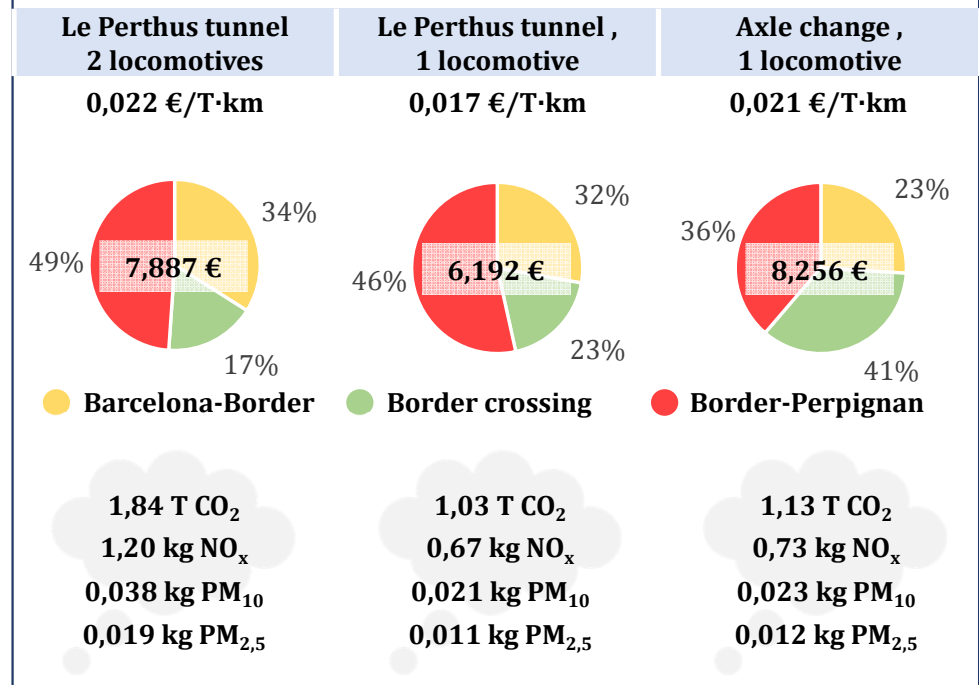 Le Perthus tunnel
2 locomotives
Le Perthus tunnel ,
1 locomotive
Axle change ,
1 locomotive
0,022 €/T·km
0,017 €/T·km
0,021 €/T·km
34%
49%
7,887 €
17%
32%
46%
6,192 €
23%
23%
36%
8,256 €
41%
Barcelona-Border
Border crossing
Border-Perpignan
1,84 T CO₂
1,20 kg NOₓ
0,038 kg PM₁₀
0,019 kg PM₂,₅
1,03 T CO₂
0,67 kg NOₓ
0,021 kg PM₁₀
0,011 kg PM₂,₅
1,13 T CO₂
0,73 kg NOₓ
0,023 kg PM₁₀
0,012 kg PM₂,₅